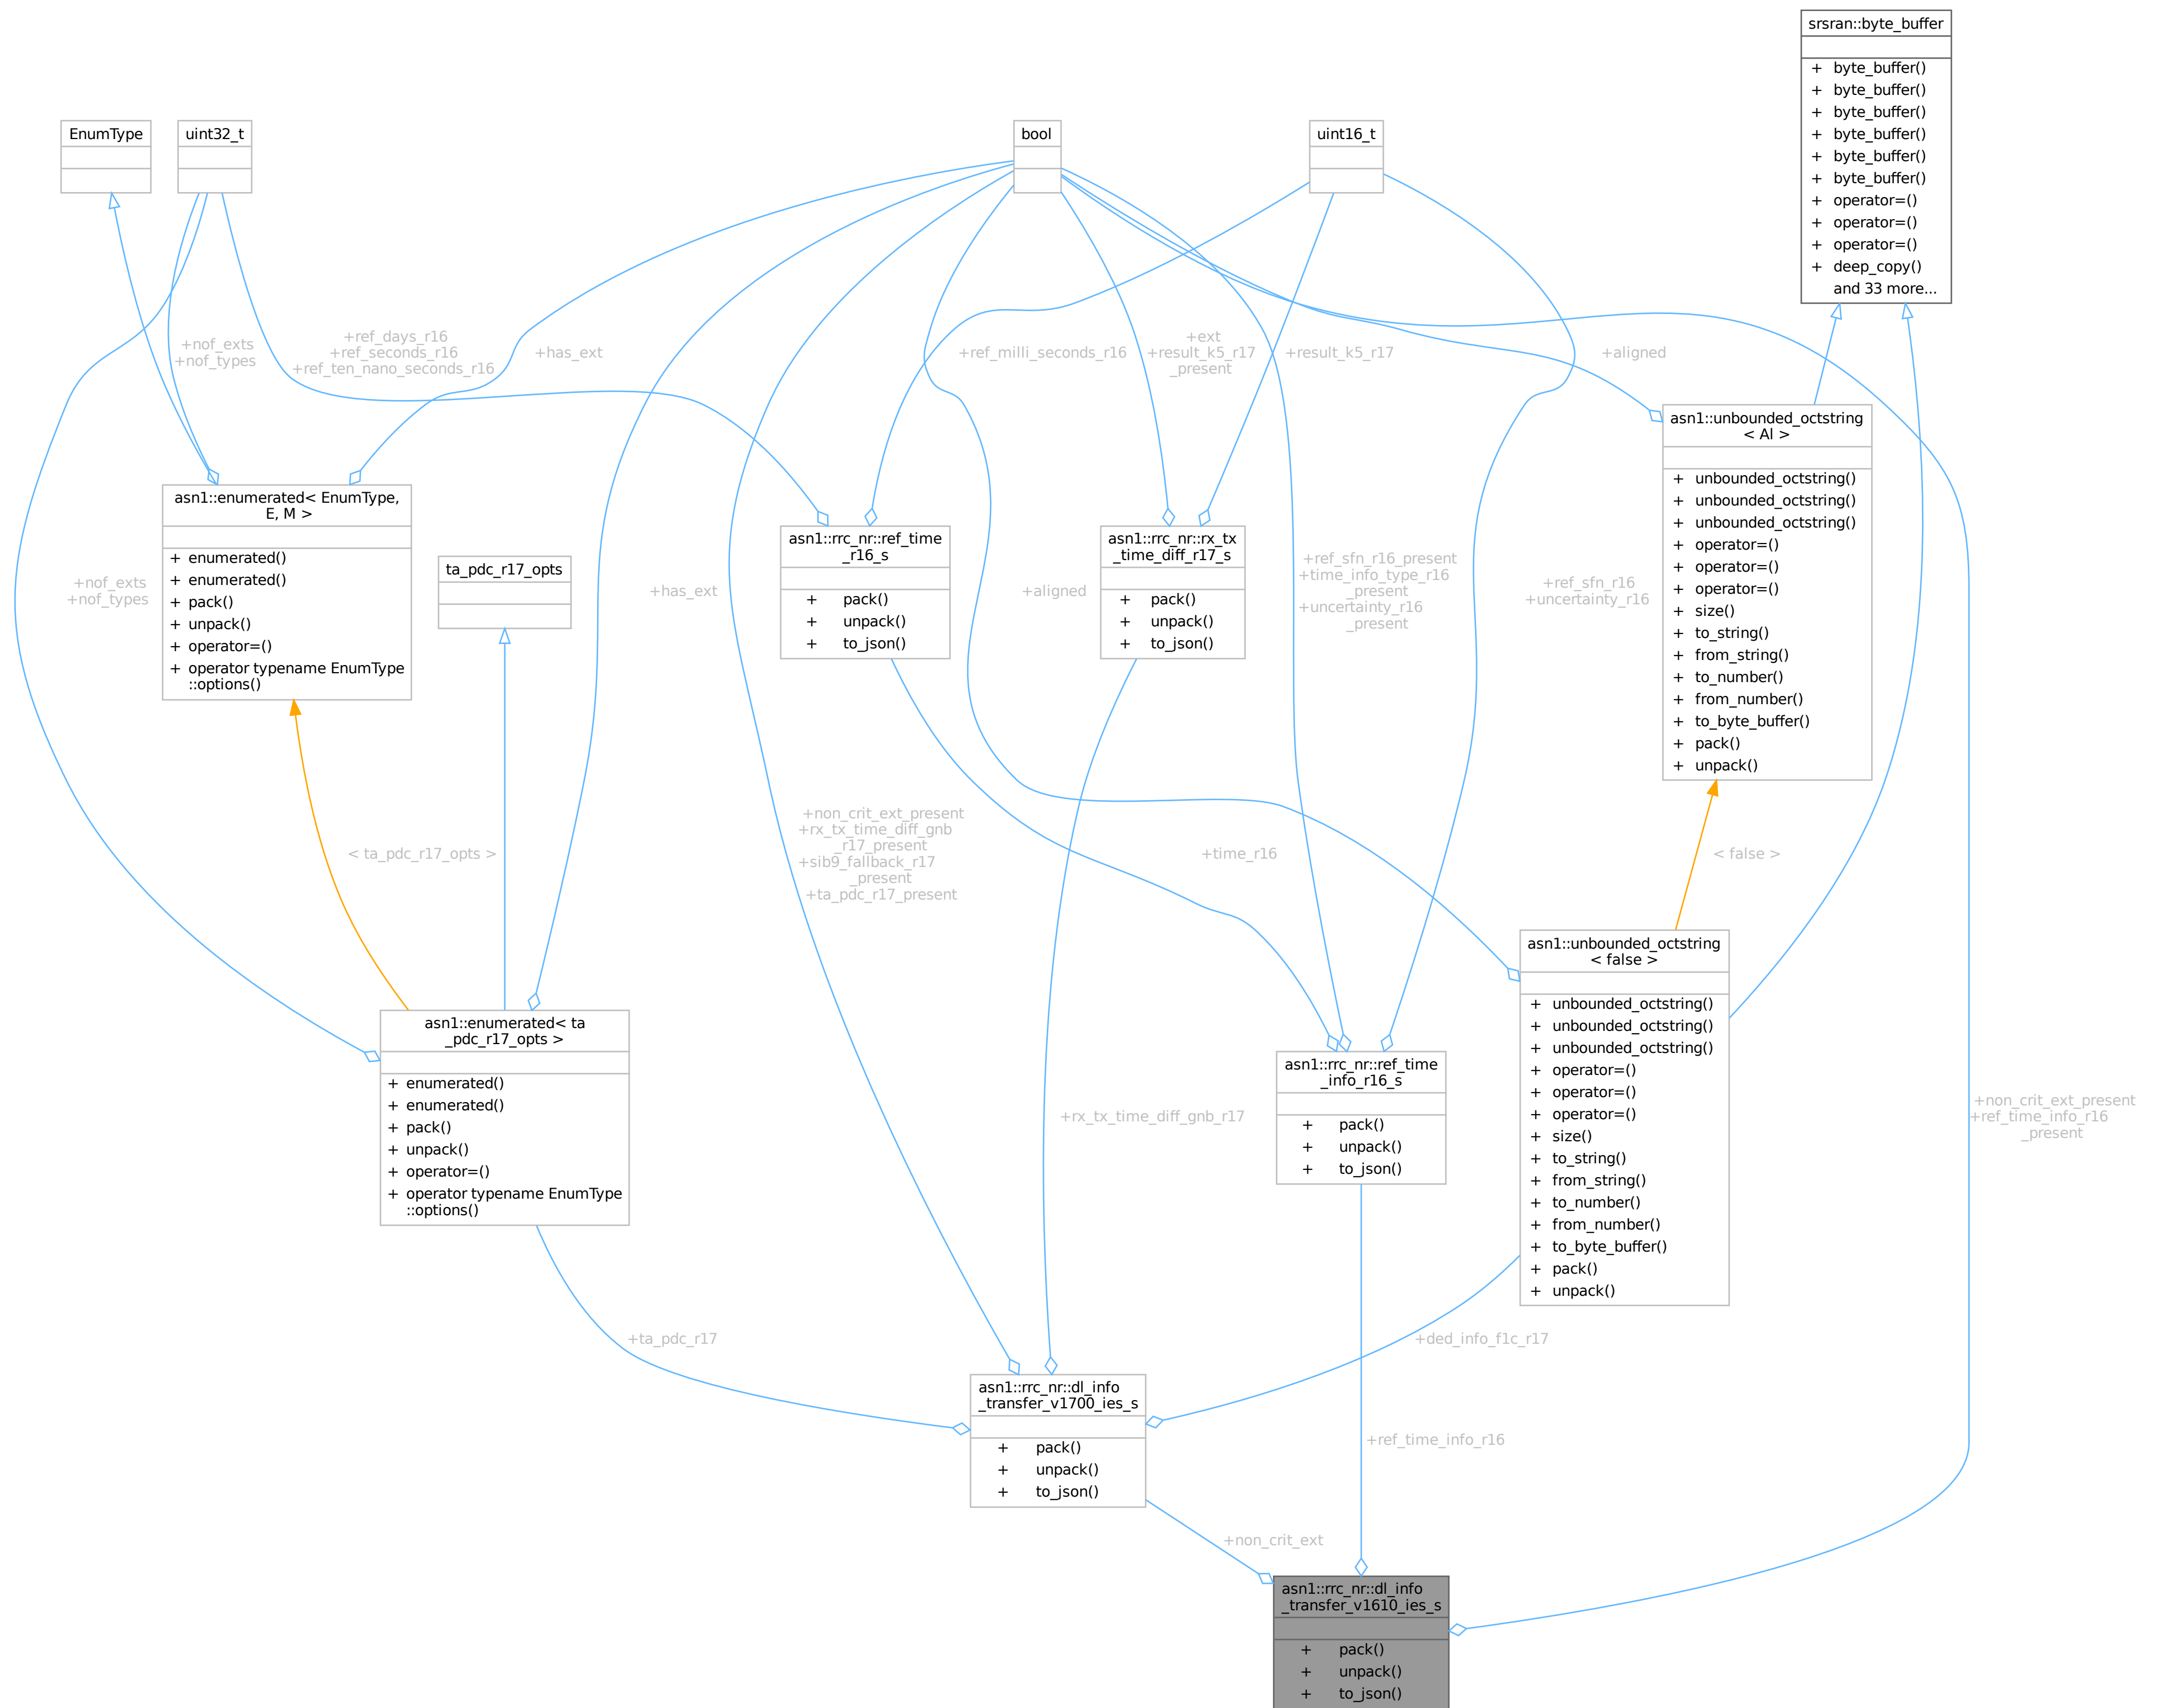 srsran::byte_buffer
+ byte_buffer()
+ byte_buffer()
+ byte_buffer()
+ byte_buffer()
+ byte_buffer()
+ byte_buffer()
+ operator=()
+ operator=()
+ operator=()
+ deep_copy()
and 33 more...
EnumType
uint32_t
bool
uint16_t
+nof_exts
+nof_types
+ref_days_r16
+ref_seconds_r16
+ref_ten_nano_seconds_r16
+has_ext
+ref_milli_seconds_r16
+ext
+result_k5_r17
_present
+result_k5_r17
+aligned
asn1::unbounded_octstring
< Al >
+ unbounded_octstring()
+ unbounded_octstring()
+ unbounded_octstring()
+ operator=()
+ operator=()
+ operator=()
+ size()
+ to_string()
+ from_string()
+ to_number()
+ from_number()
+ to_byte_buffer()
+ pack()
+ unpack()
asn1::enumerated< EnumType,
E, M >
+ enumerated()
+ enumerated()
+ pack()
+ unpack()
+ operator=()
+ operator typename EnumType
::options()
ta_pdc_r17_opts
asn1::rrc_nr::ref_time
_r16_s
+ pack()
+ unpack()
+ to_json()
asn1::rrc_nr::rx_tx
_time_diff_r17_s
+ pack()
+ unpack()
+ to_json()
+nof_exts
+nof_types
+has_ext
+aligned
+ref_sfn_r16_present
+time_info_type_r16
_present
+uncertainty_r16
_present
+ref_sfn_r16
+uncertainty_r16
< ta_pdc_r17_opts >
+non_crit_ext_present
+rx_tx_time_diff_gnb
_r17_present
+sib9_fallback_r17
_present
+ta_pdc_r17_present
+time_r16
< false >
asn1::unbounded_octstring
< false >
+ unbounded_octstring()
+ unbounded_octstring()
+ unbounded_octstring()
+ operator=()
+ operator=()
+ operator=()
+ size()
+ to_string()
+ from_string()
+ to_number()
+ from_number()
+ to_byte_buffer()
+ pack()
+ unpack()
asn1::enumerated< ta
_pdc_r17_opts >
+ enumerated()
+ enumerated()
+ pack()
+ unpack()
+ operator=()
+ operator typename EnumType
::options()
asn1::rrc_nr::ref_time
_info_r16_s
+ pack()
+ unpack()
+ to_json()
+rx_tx_time_diff_gnb_r17
+non_crit_ext_present
+ref_time_info_r16
_present
+ta_pdc_r17
+ded_info_f1c_r17
asn1::rrc_nr::dl_info
_transfer_v1700_ies_s
+ pack()
+ unpack()
+ to_json()
+ref_time_info_r16
+non_crit_ext
asn1::rrc_nr::dl_info
_transfer_v1610_ies_s
+ pack()
+ unpack()
+ to_json()